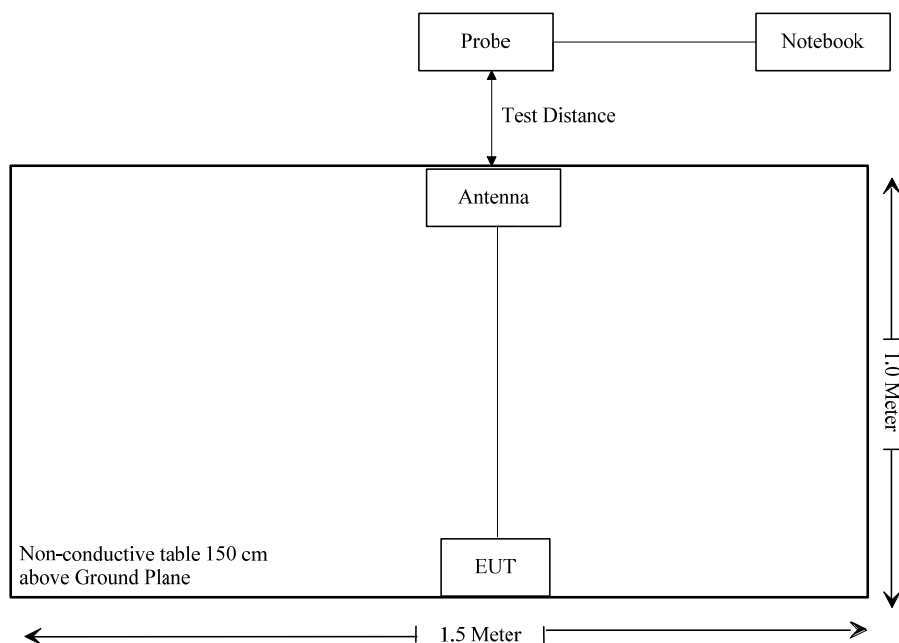 Probe
Notebook
Test Distance
Antenna
1.0 Meter
Non-conductive table 150 cm
above Ground Plane
EUT
1.5 Meter